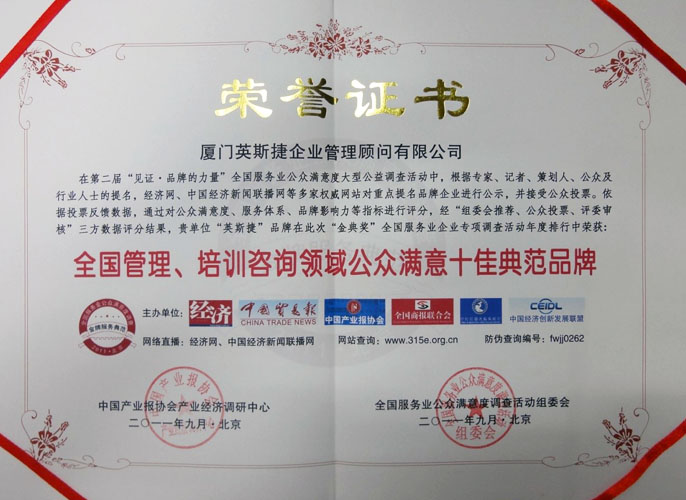 荣誉证书
厦门英斯捷企业管理顾问有限公司
在第二届“见证·品牌的力量”全国服务业公众满意度大型公益调查活动中，根据专家、记者、策划人、公众及
行业人士的提名，经济网、中国经济新闻联播网等多家权威网站对重点提名品牌企业进行公示，并接受公众投票。依
据投票反馈数据，通过对公众满意度、服务体系、品牌影响力等指标进行评分，经“组委会推荐、公众投票、评委审
核”三方数据评分结果，贵单位“英斯捷”品牌在此次“金典奖”全国服务业企业专项调查活动年度排行中荣获：
全国管理、培训咨询领域公众满意十佳典范品牌
主办单位： 经济 中国贸易报 CHINA TRADE NEWS 中国产业报协会 全国商报联合会 CEIDL 中国经济创新发展联盟
网络直播：经济网、中国经济新闻联播网 网站查询：www.315e.org.cn 防伪查询编号：fwjj0262
中国产业报协会产业经济调研中心 全国服务业公众满意度调查活动组委会
二〇一一年九月·北京 二〇一一年九月·北京
组委会